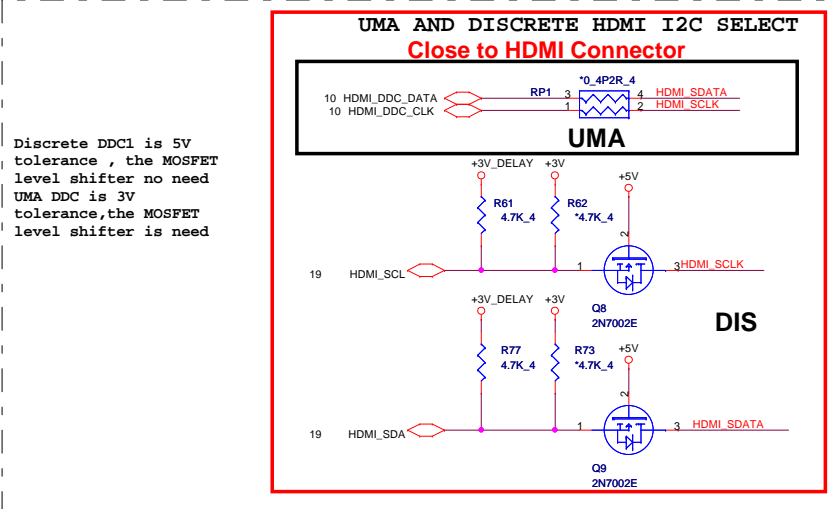 UMA AND DISCRETE HDMI I2C SELECT
Close to HDMI Connector
*0_4P2R_4
RP1 3 4 HDMI_SDATA
10 HDMI_DDC_DATA
1 2 HDMI_SCLK
10 HDMI_DDC_CLK
UMA
Discrete DDC1 is 5V
tolerance , the MOSFET
level shifter no need
UMA DDC is 3V
tolerance,the MOSFET
level shifter is need
+3V_DELAY +3V
+5V
R61 R62
4.7K_4 *4.7K_4
2
1 3 HDMI_SCLK
19 HDMI_SCL
Q8
2N7002E
DIS
+3V_DELAY +3V
+5V
R77 R73
4.7K_4 *4.7K_4
2
1 3 HDMI_SDATA
19 HDMI_SDA
Q9
2N7002E